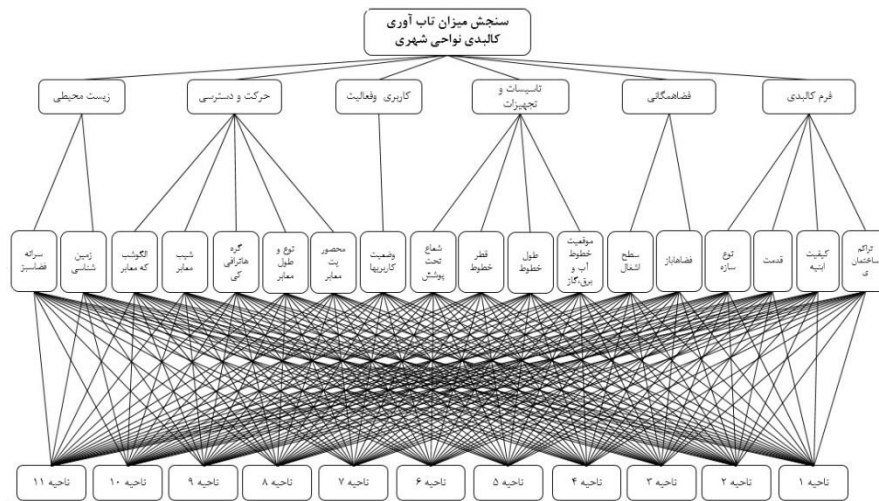 سنجش میزان تاب آوری
کالبدی نواحی شهری
فرم کالبدی
فضاهمگانی
تاسیسات و
تجهیزات
کاربری وفعالیت
حرکت و دسترسی
زیست محیطی
تراکم
ساختمان
ی
کیفیت
ابنیه
قدمت
نوع
سازه
فضاهاباز
سطح
اشغال
موقعیت
خطوط
آب و
برق،گاز
طول
خطوط
قطر
خطوط
شعاع
تحت
پوشش
وضعیت
کاربریها
محصور
یت
معابر
نوع و
طول
معابر
گره
هاترافی
کی
شیب
معابر
الگوشب
که معابر
زمین
شناسی
سرانه
فضاسبز
ناحیه ۱
ناحیه ۲
ناحیه ۳
ناحیه ۴
ناحیه ۵
ناحیه ۶
ناحیه ۷
ناحیه ۸
ناحیه ۹
ناحیه ۱۰
ناحیه ۱۱